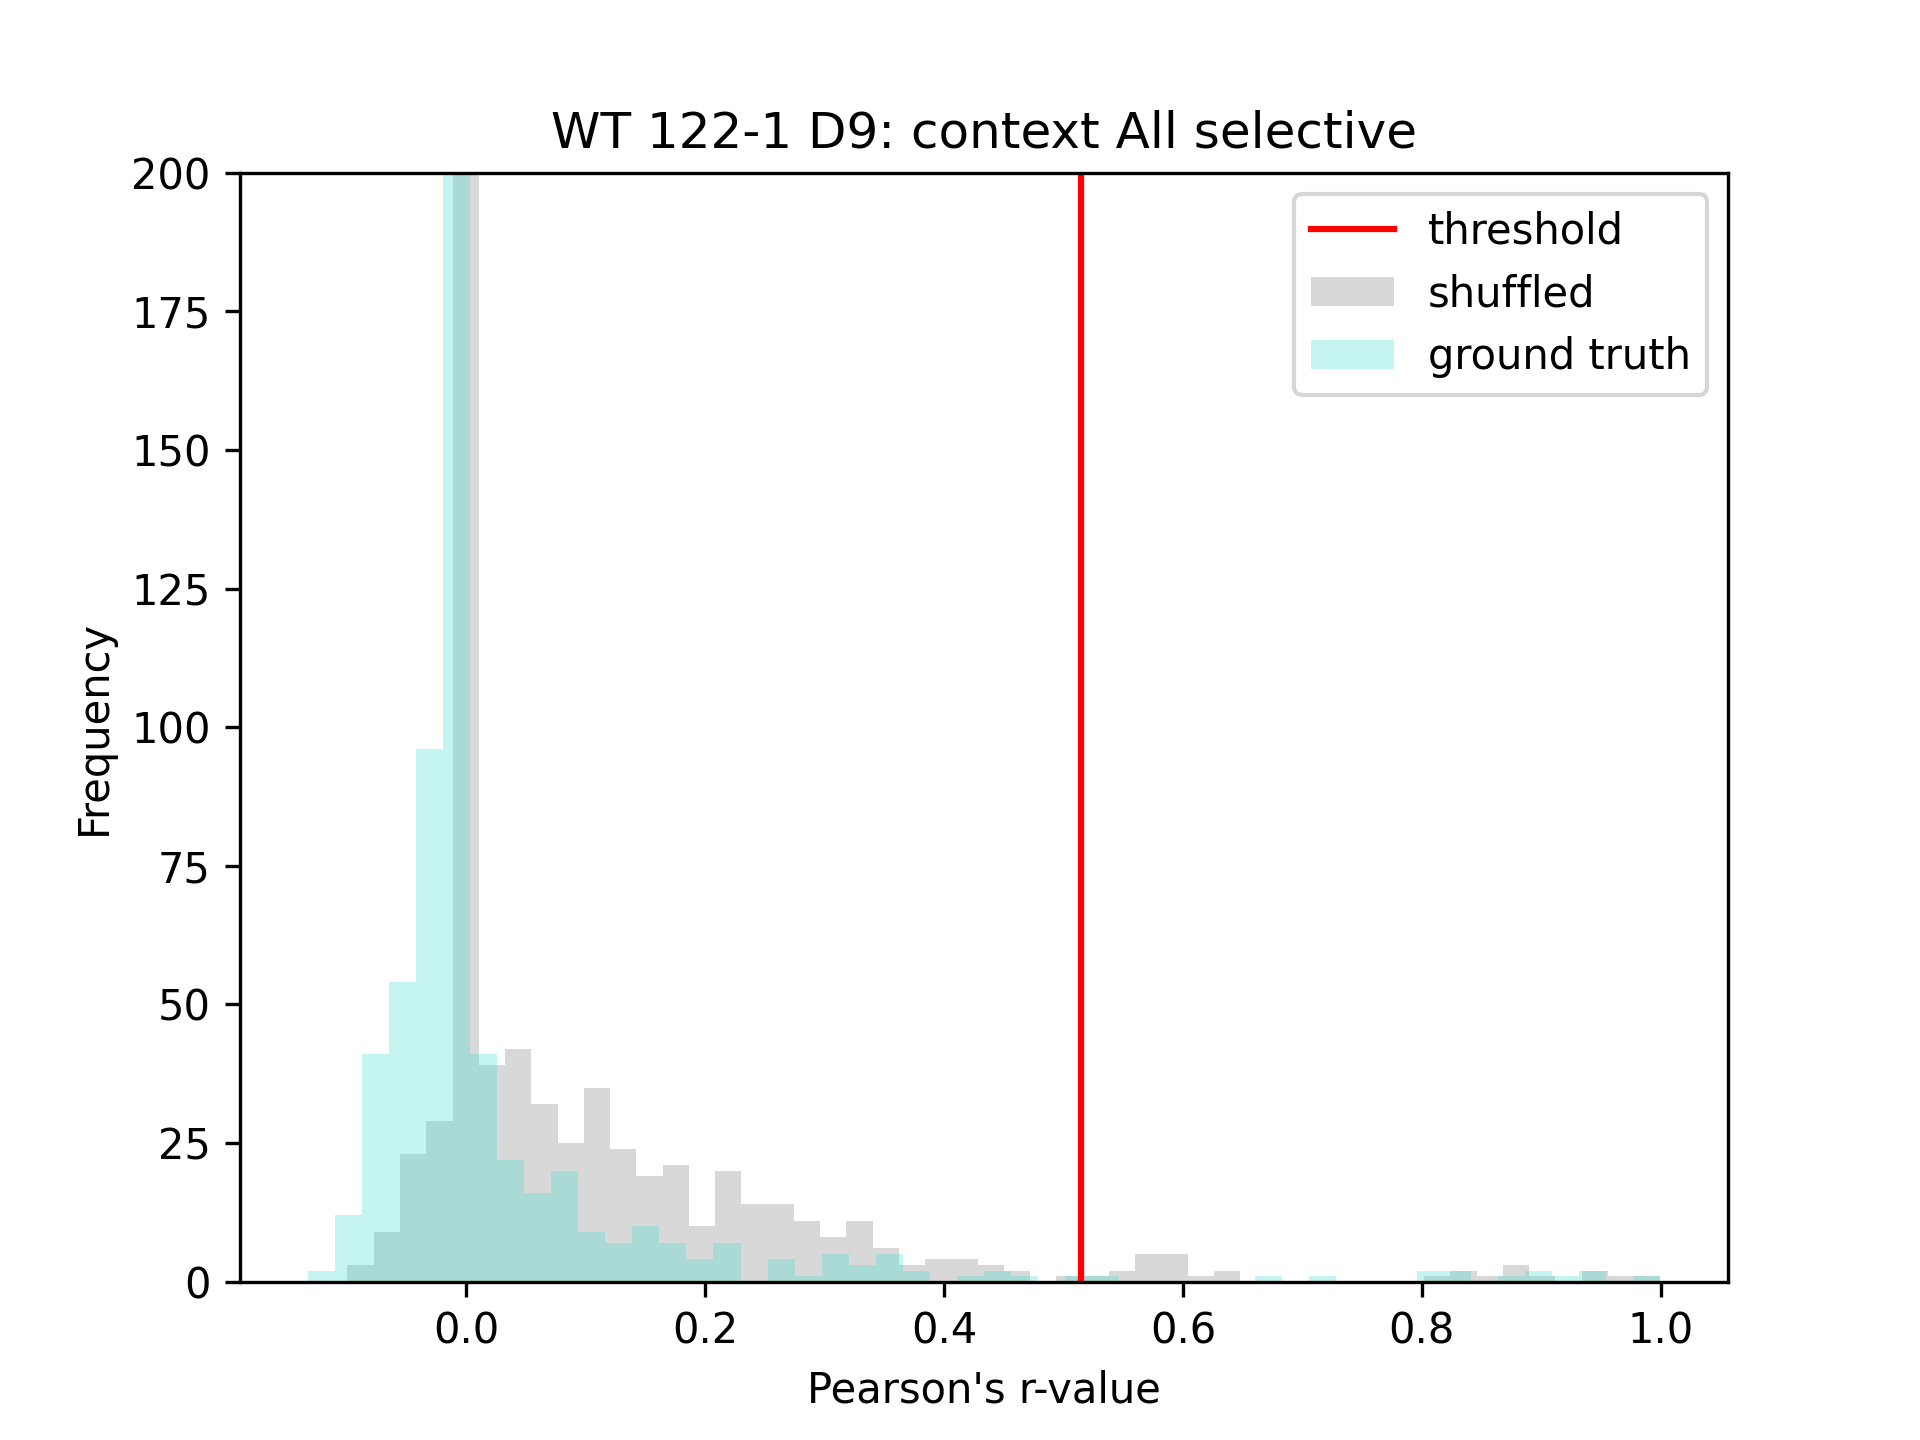 WT 122-1 D9: context All selective
200
175
150
125
100
75
50
25
0
Frequency
threshold
shuffled
ground truth
0.0 0.2 0.4 0.6 0.8 1.0
Pearson's r-value